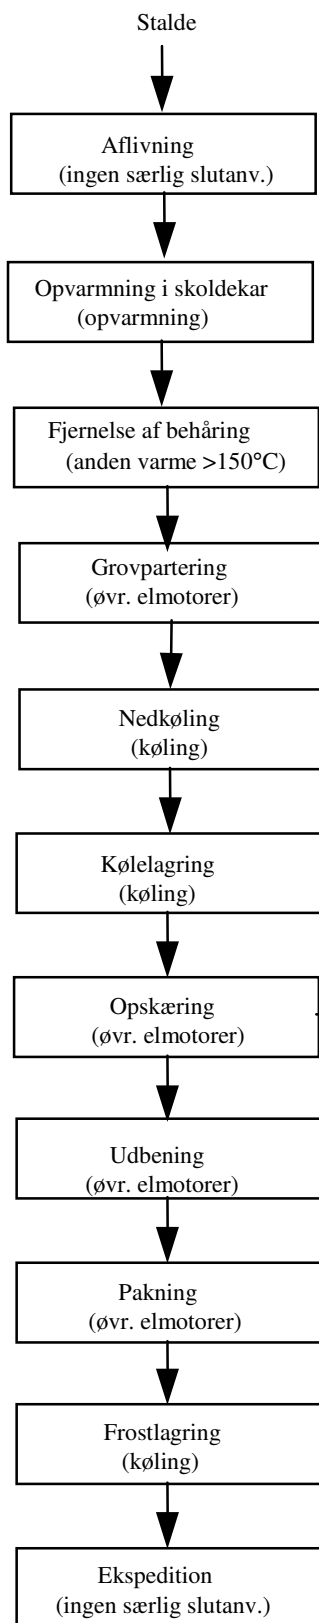 Stalde
Aflivning
(ingen særlig slutanv.)
Opvarmning i skoldekar
(opvarmning)
Fjernelse af behåring
(anden varme >150°C)
Grovpartering
(øvr. elmotorer)
Nedkøling
(køling)
Kølelagring
(køling)
Opskæring
(øvr. elmotorer)
Udbening
(øvr. elmotorer)
Pakning
(øvr. elmotorer)
Frostlagring
(køling)
Ekspedition
(ingen særlig slutanv.)